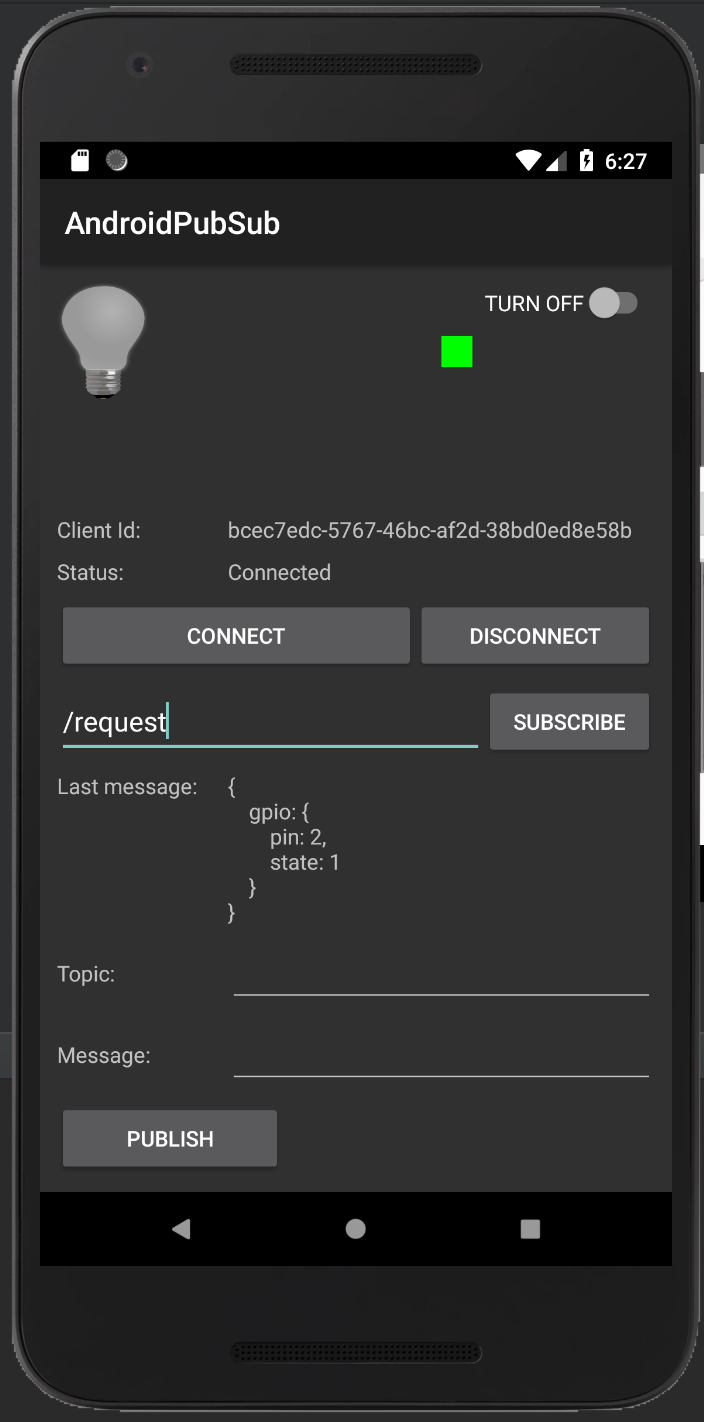 6:27
AndroidPubSub
TURN OFF
Client Id: bcec7edc-5767-46bc-af2d-38bd0ed8e58b
Status: Connected
CONNECT DISCONNECT
/request SUBSCRIBE
Last message: {
gpio: {
pin: 2,
state: 1
}
}
Topic:
Message:
PUBLISH